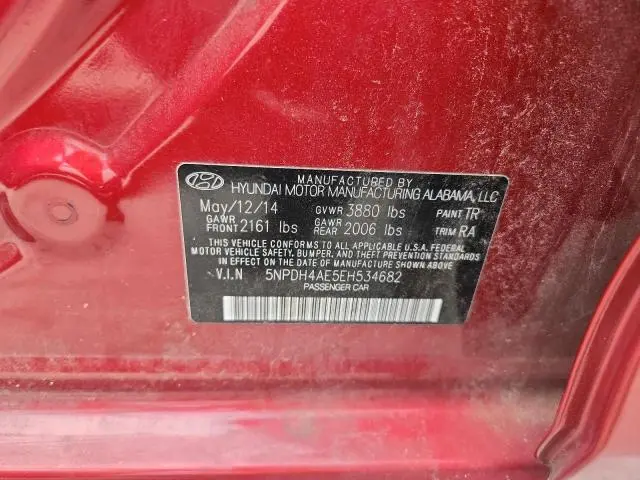 MANUFACTURED BY
HYUNDAI MOTOR MANUFACTURING ALABAMA, LLC
May/12/14 GVWR 3880 lbs PAINT TR
GAWR FRONT 2161 lbs GAWR REAR 2006 lbs TRIM RA
THIS VEHICLE CONFORMS TO ALL APPLICABLE U.S.A. FEDERAL
MOTOR VEHICLE SAFETY, BUMPER, AND THEFT PREVENTION STANDARDS
IN EFFECT ON THE DATE OF MANUFACTURE SHOWN ABOVE.
V.I.N 5NPDH4AE5EH534682
PASSENGER CAR